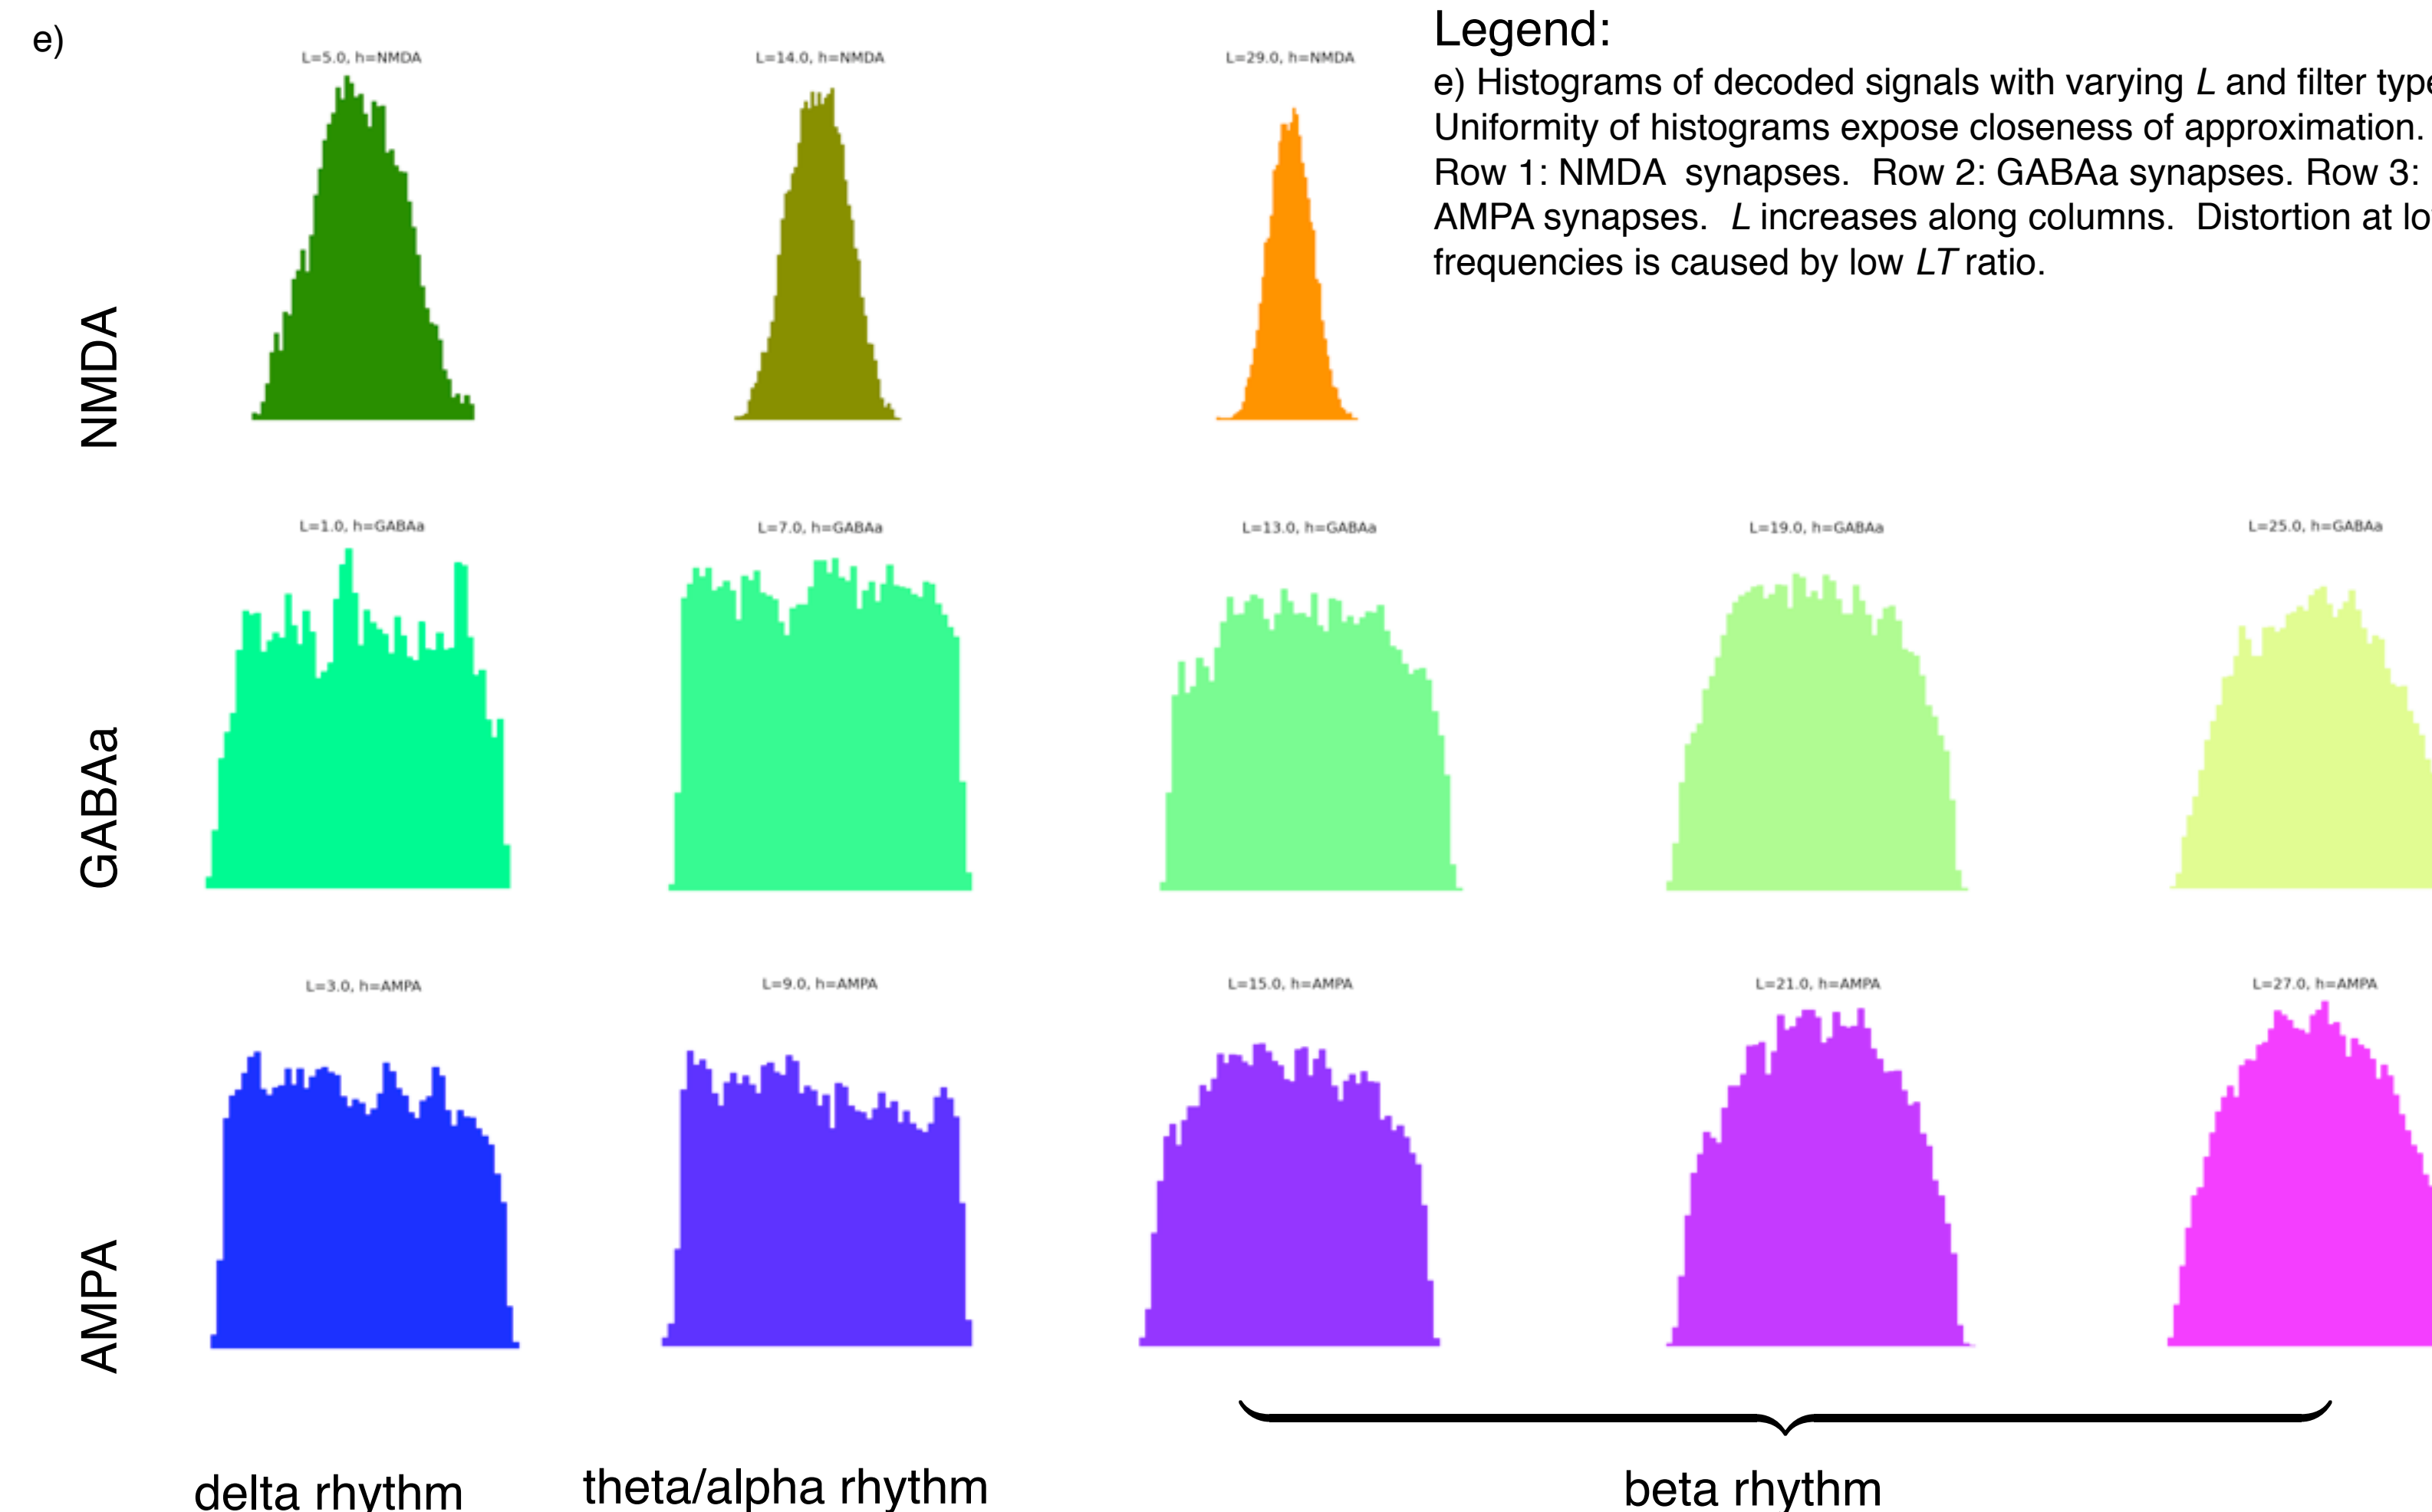 e)
Legend:
e) Histograms of decoded signals with varying L and filter type
Uniformity of histograms expose closeness of approximation.
Row 1: NMDA synapses. Row 2: GABAa synapses. Row 3:
AMPA synapses. L increases along columns. Distortion at
frequencies is caused by low LT ratio.
L=5.0, h=NMDA
L=14.0, h=NMDA
L=29.0, h=NMDA
NMDA
L=1.0, h=GABAa
L=7.0, h=GABAa
L=13.0, h=GABAa
L=19.0, h=GABAa
L=25.0, h=GABAa
GABAa
L=3.0, h=AMPA
L=9.0, h=AMPA
L=15.0, h=AMPA
L=21.0, h=AMPA
L=27.0, h=AMPA
AMPA
delta rhythm
theta/alpha rhythm
beta rhythm